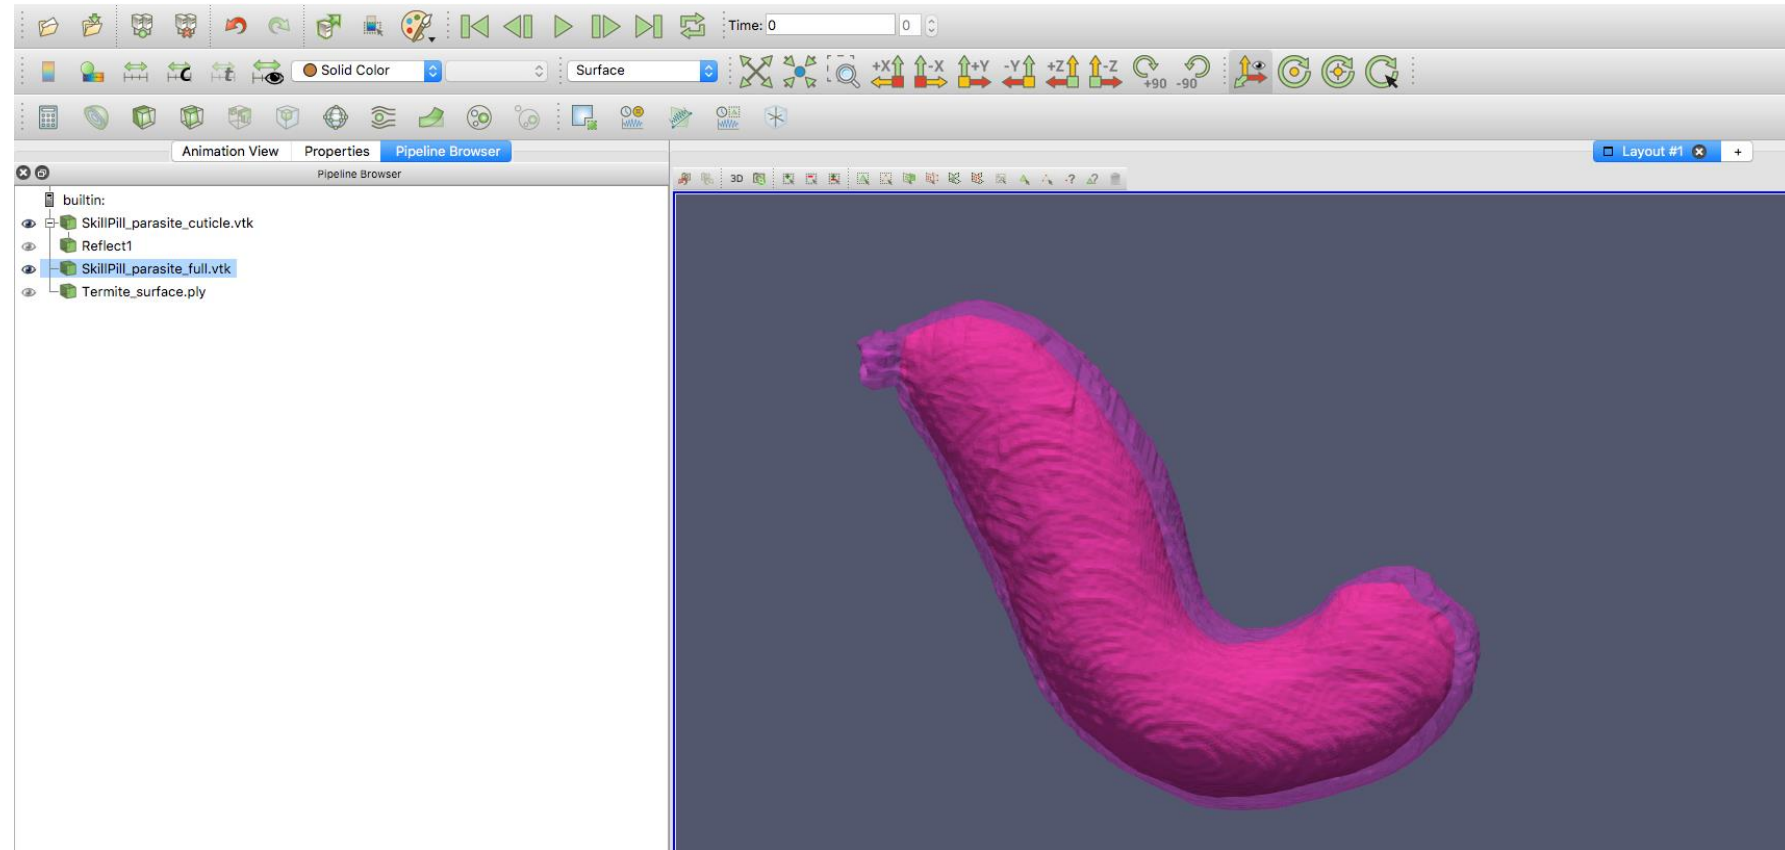 Time: 0 0
Solid Color Surface +X -X +Y -Y +Z -Z +90 -90
Animation View Properties Pipeline Browser Layout #1 +
Pipeline Browser
3D
builtin:
SkillPill_parasite_cuticle.vtk
Reflect1
SkillPill_parasite_full.vtk
Termite_surface.ply